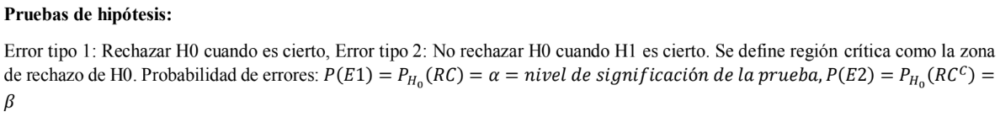 Pruebas de hipótesis:
Error tipo 1: Rechazar H0 cuando es cierto, Error tipo 2: No rechazar H0 cuando H1 es cierto. Se define región crítica como la zona
de rechazo de H0. Probabilidad de errores: P(E1) = P_{H_0}(RC) = α = nivel de significación de la prueba, P(E2) = P_{H_0}(RC^C) =
β